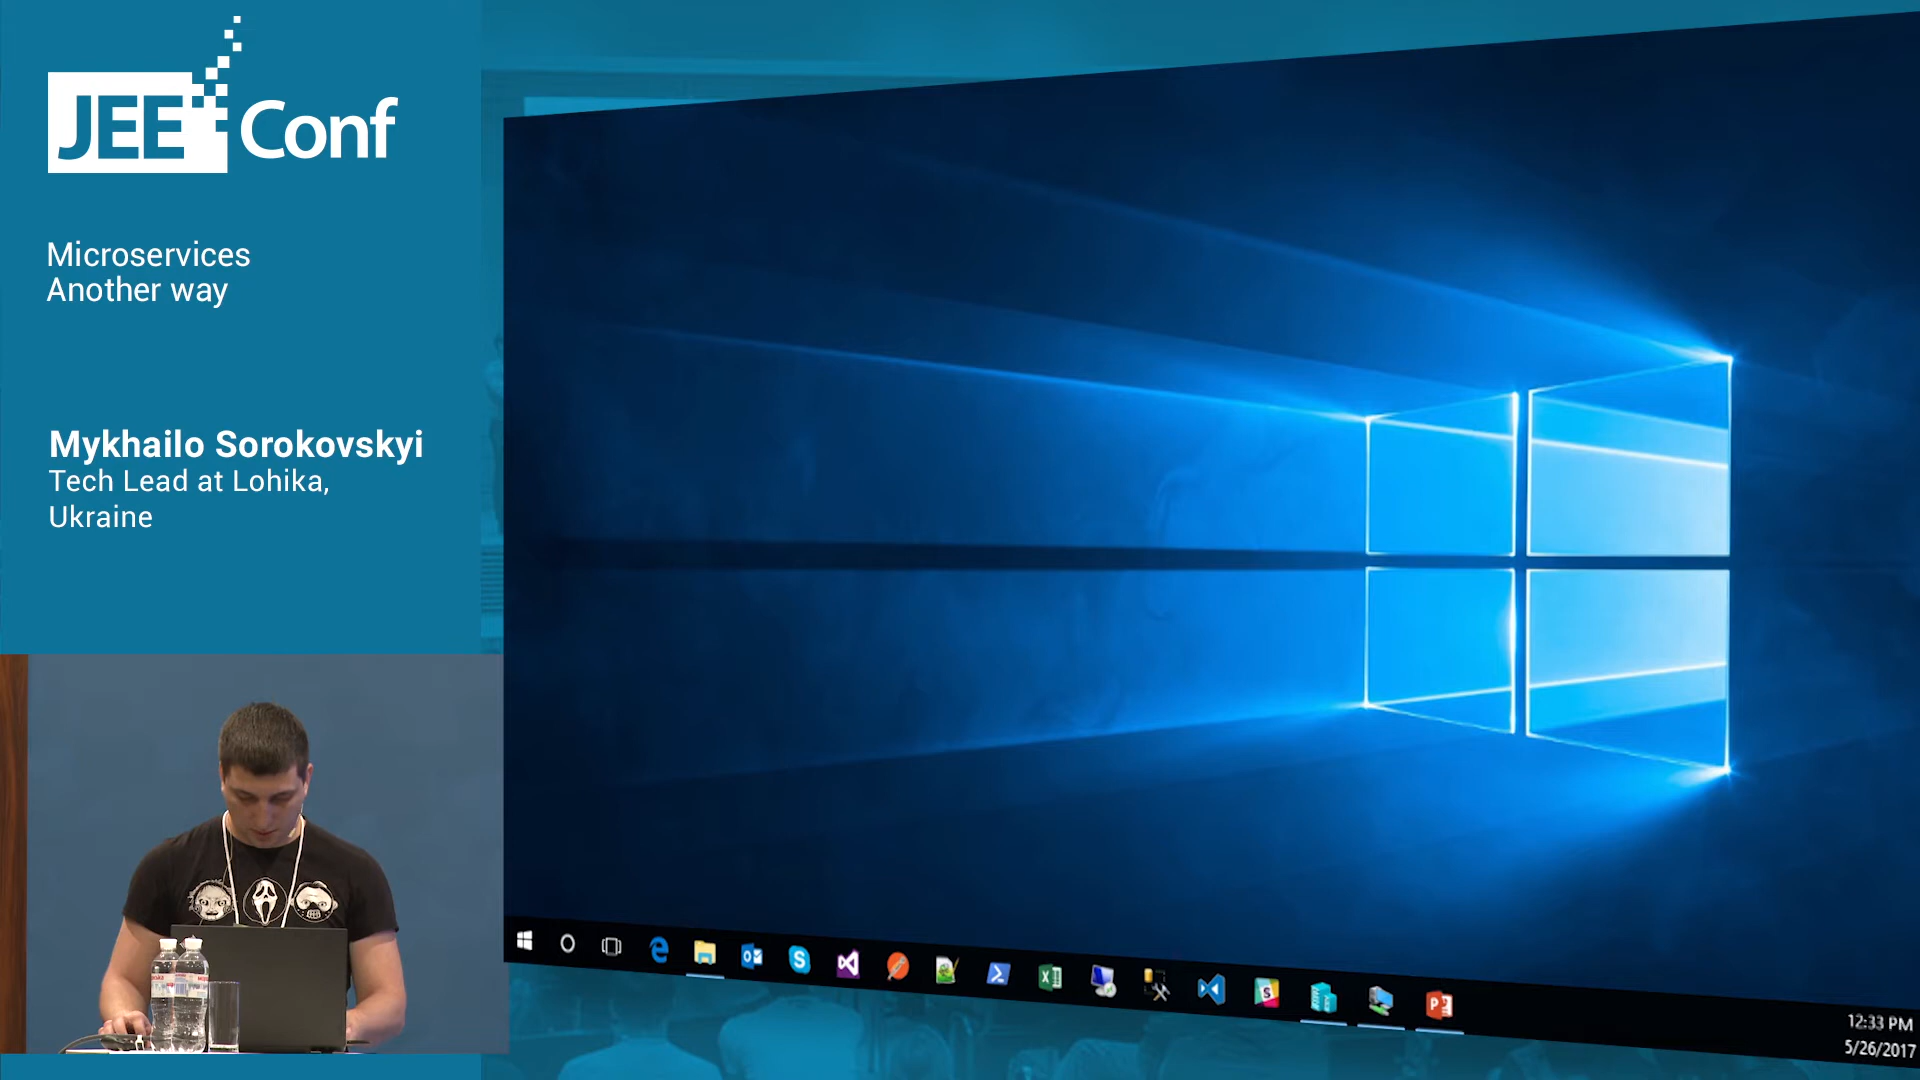 JEE Conf
Microservices
Another way
Mykhailo Sorokovskyi
Tech Lead at Lohika,
Ukraine
12:33 PM
5/26/2017